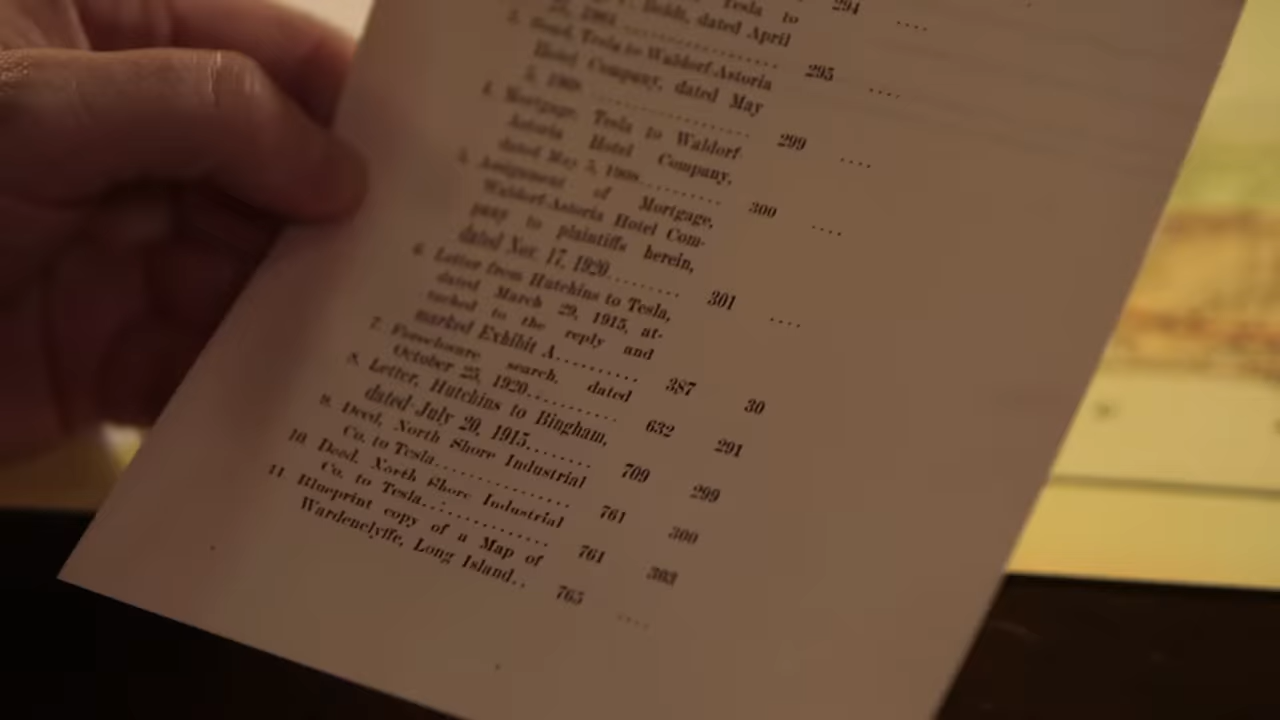 Tesla to 294 ....
Boldt, dated April
295 ....
3. Bond, Tesla to Waldorf-Astoria
Hotel Company, dated May
5, 1908. .............. 299 ....
4. Mortgage, Tesla to Waldorf
Astoria Hotel Company,
dated May 5, 1908.......... 300 ....
5. Assignment of Mortgage,
Waldorf-Astoria Hotel Com-
pany to plaintiffs herein,
dated Nov. 17, 1920........ 301 ....
6. Letter from Hutchins to Tesla,
dated March 29, 1915, at-
tached to the reply and
marked Exhibit A.......... 387 30
7. Foreclosure search, dated
October 25, 1920........... 632 291
8. Letter, Hutchins to Bingham,
dated July 20, 1915........ 709 299
9. Deed, North Shore Industrial
Co. to Tesla............... 761 300
10. Deed, North Shore Industrial
Co. to Tesla............... 761 303
11. Blueprint copy of a Map of
Wardenclyffe, Long Island.. 765 ....